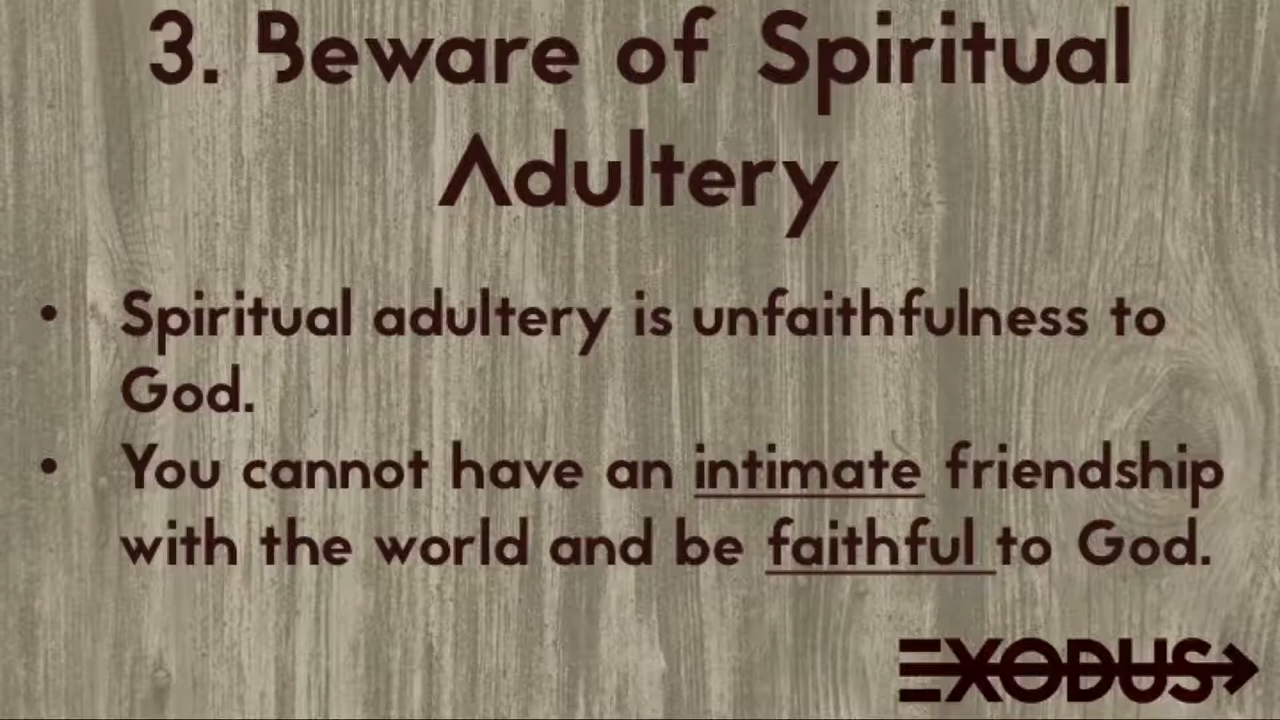 3. Beware of Spiritual
Adultery
• Spiritual adultery is unfaithfulness to
God.
• You cannot have an intimate friendship
with the world and be faithful to God.
EXODUS